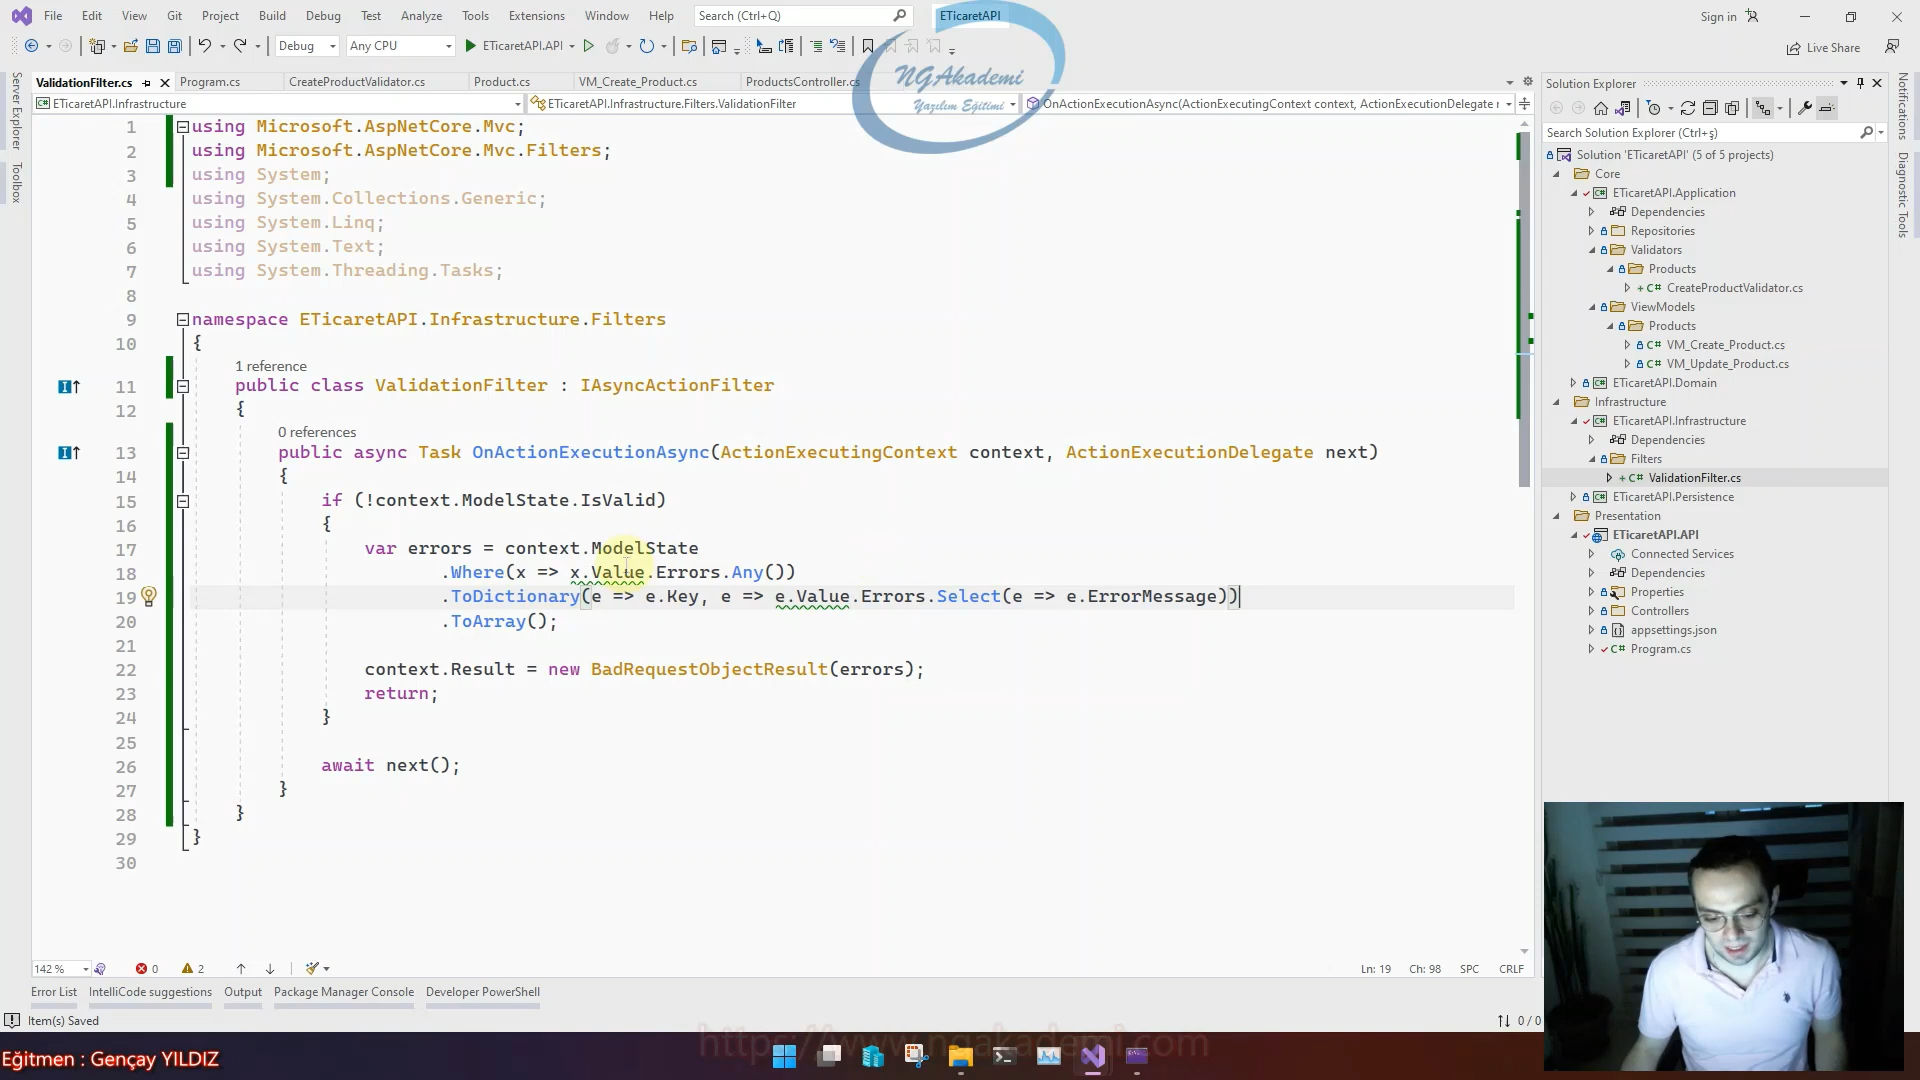 File Edit View Git Project Build Debug Test Analyze Tools Extensions Window Help Search (Ctrl+Q) ETicaretAPI Sign in
Debug Any CPU ETicaretAPI.API Live Share
NGAkademi
Yazılım Eğitimi
ValidationFilter.cs Program.cs CreateProductValidator.cs Product.cs VM_Create_Product.cs ProductsController.cs
ETicaretAPI.Infrastructure ETicaretAPI.Infrastructure.Filters.ValidationFilter OnActionExecutionAsync(ActionExecutingContext context, ActionExecutionDelegate
Server Explorer
Toolbox
1 using Microsoft.AspNetCore.Mvc;
2 using Microsoft.AspNetCore.Mvc.Filters;
3 using System;
4 using System.Collections.Generic;
5 using System.Linq;
6 using System.Text;
7 using System.Threading.Tasks;
8
9 namespace ETicaretAPI.Infrastructure.Filters
10 {
1 reference
11 public class ValidationFilter : IAsyncActionFilter
12 {
0 references
13 public async Task OnActionExecutionAsync(ActionExecutingContext context, ActionExecutionDelegate next)
14 {
15 if (!context.ModelState.IsValid)
16 {
17 var errors = context.ModelState
18 .Where(x => x.Value.Errors.Any())
19 .ToDictionary(e => e.Key, e => e.Value.Errors.Select(e => e.ErrorMessage))
20 .ToArray();
21
22 context.Result = new BadRequestObjectResult(errors);
23 return;
24 }
25
26 await next();
27 }
28 }
29 }
30
142 % 0 2 Ln: 19 Ch: 98 SPC CRLF
Error List IntelliCode suggestions Output Package Manager Console Developer PowerShell
Item(s) Saved 0 / 0
Solution Explorer
Search Solution Explorer (Ctrl+ş)
Solution 'ETicaretAPI' (5 of 5 projects)
Core
ETicaretAPI.Application
Dependencies
Repositories
Validators
Products
CreateProductValidator.cs
ViewModels
Products
VM_Create_Product.cs
VM_Update_Product.cs
ETicaretAPI.Domain
Infrastructure
ETicaretAPI.Infrastructure
Dependencies
Filters
ValidationFilter.cs
ETicaretAPI.Persistence
Presentation
ETicaretAPI.API
Connected Services
Dependencies
Properties
Controllers
appsettings.json
Program.cs
Notifications
Diagnostic Tools
Eğitmen : Gençay YILDIZ